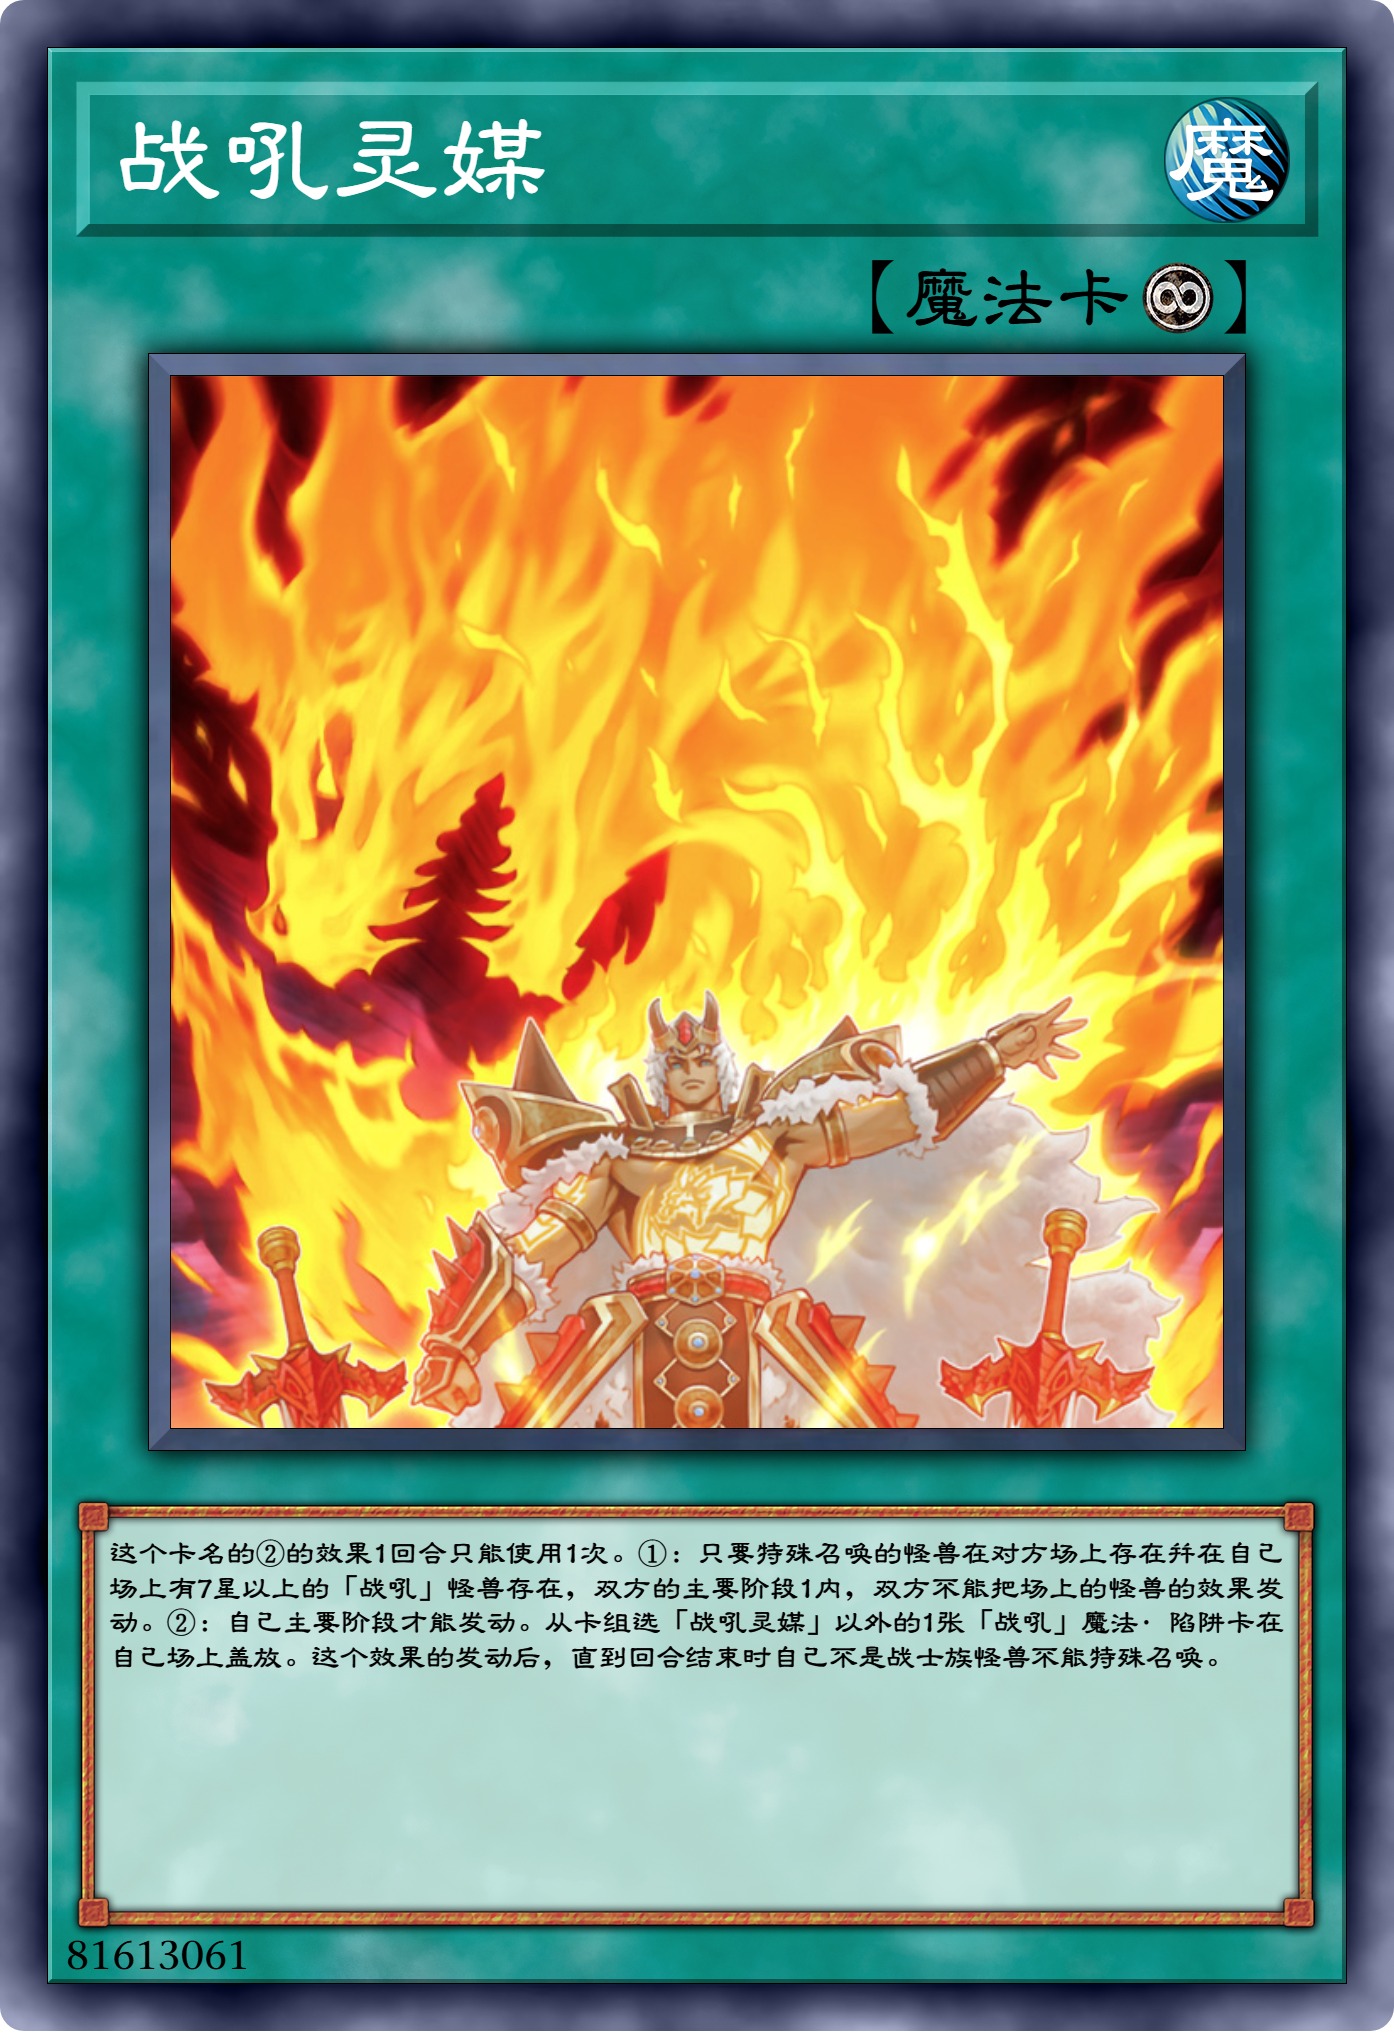 战吼灵媒
魔
【魔法卡】
这个卡名的②的效果1回合只能使用1次。①：只要特殊召唤的怪兽在对方场上存在并在自己
场上有7星以上的「战吼」怪兽存在，双方的主要阶段1内，双方不能把场上的怪兽的效果发
动。②：自己主要阶段才能发动。从卡组选「战吼灵媒」以外的1张「战吼」魔法·陷阱卡在
自己场上盖放。这个效果的发动后，直到回合结束时自己不是战士族怪兽不能特殊召唤。
81613061